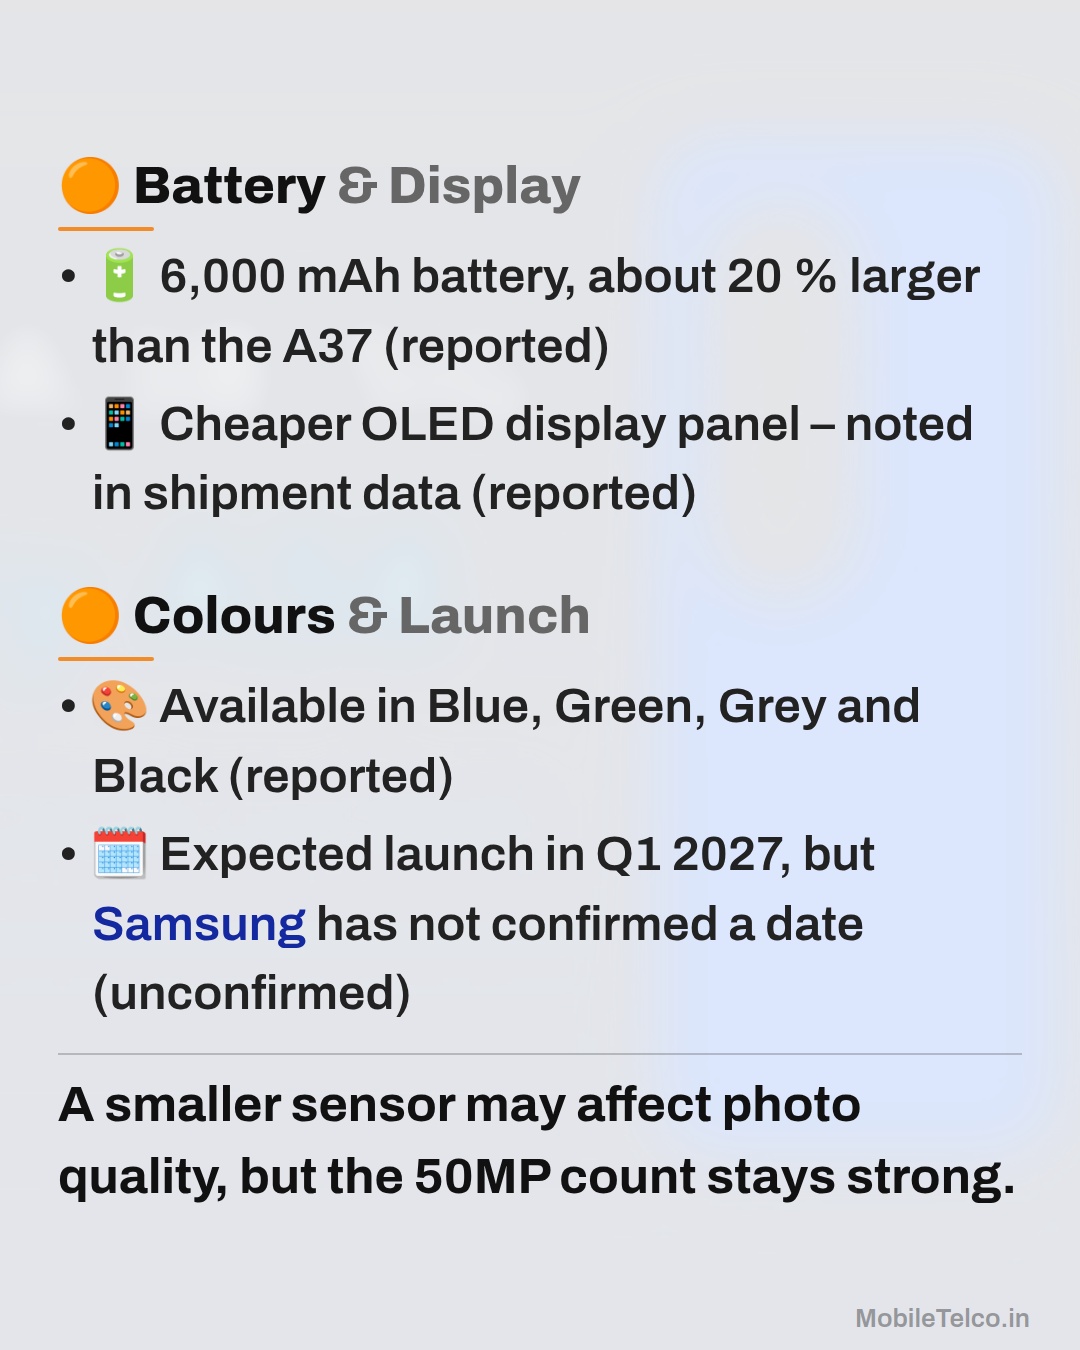 🟠 Battery & Display
• 🔋 6,000 mAh battery, about 20 % larger
than the A37 (reported)
• 📱 Cheaper OLED display panel – noted
in shipment data (reported)
🟠 Colours & Launch
• 🎨 Available in Blue, Green, Grey and
Black (reported)
• 🗓️ Expected launch in Q1 2027, but
Samsung has not confirmed a date
(unconfirmed)
A smaller sensor may affect photo
quality, but the 50MP count stays strong.
MobileTelco.in